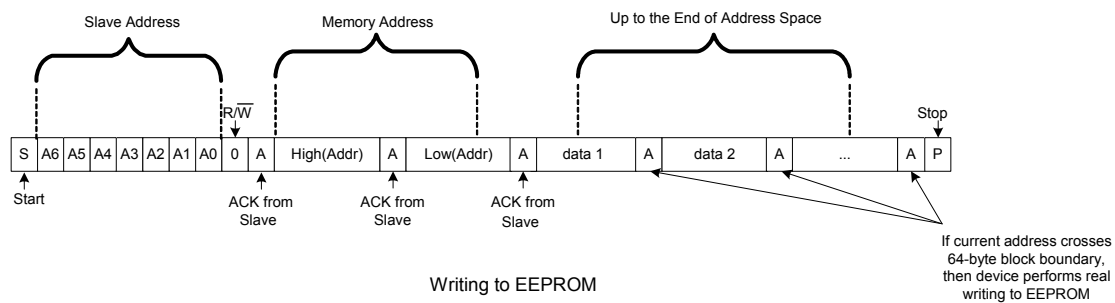 Slave Address
Memory Address
Up to the End of Address Space
R/W̅
Stop
S A6 A5 A4 A3 A2 A1 A0 0 A High(Addr) A Low(Addr) A data 1 A data 2 A ... A P
Start
ACK from
Slave
ACK from
Slave
ACK from
Slave
If current address crosses
64-byte block boundary,
then device performs real
writing to EEPROM
Writing to EEPROM